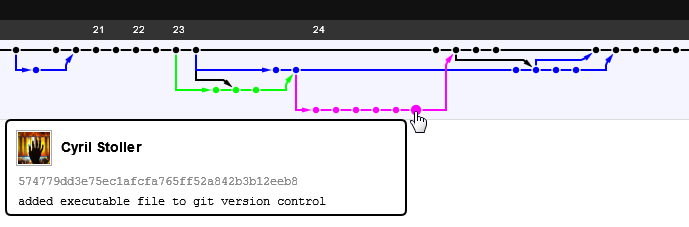 21 22 23 24
Cyril Stoller
574779dd3e75ec1afcfa765ff52a842b3b12eeb8
added executable file to git version control